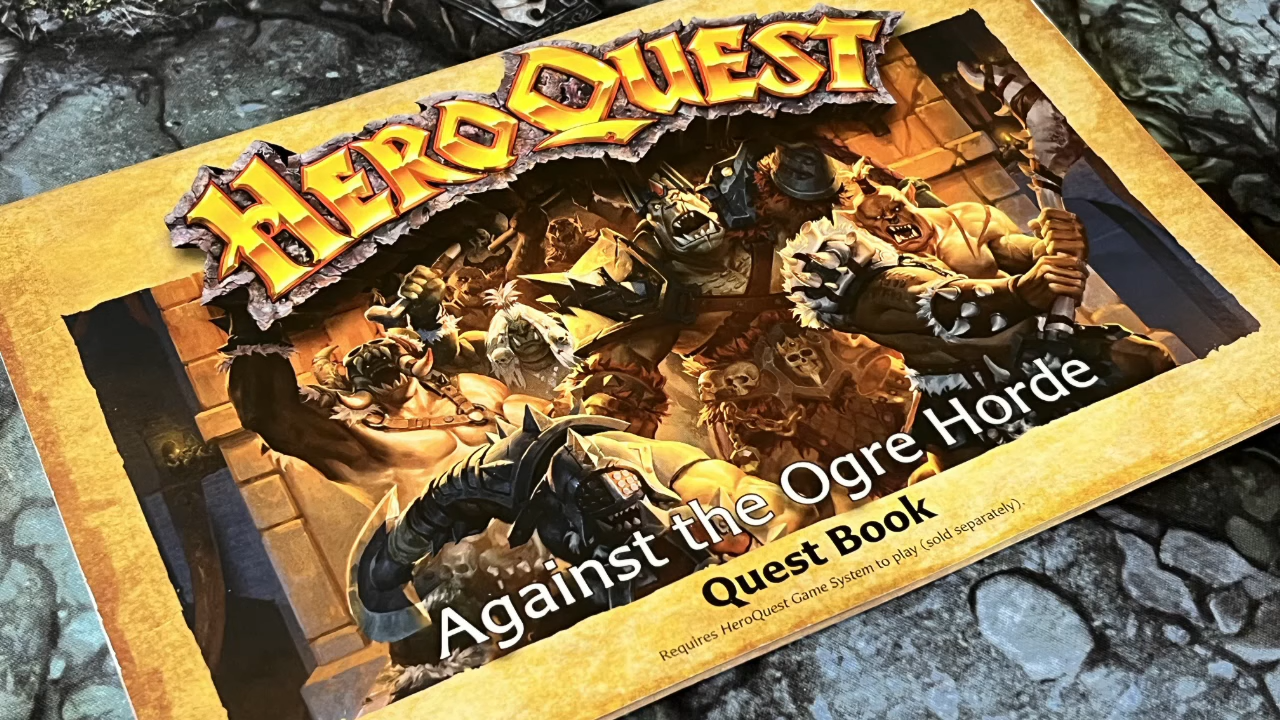 HEROQUEST
Against the Ogre Horde
Quest Book
Requires HeroQuest Game System to play (sold separately).